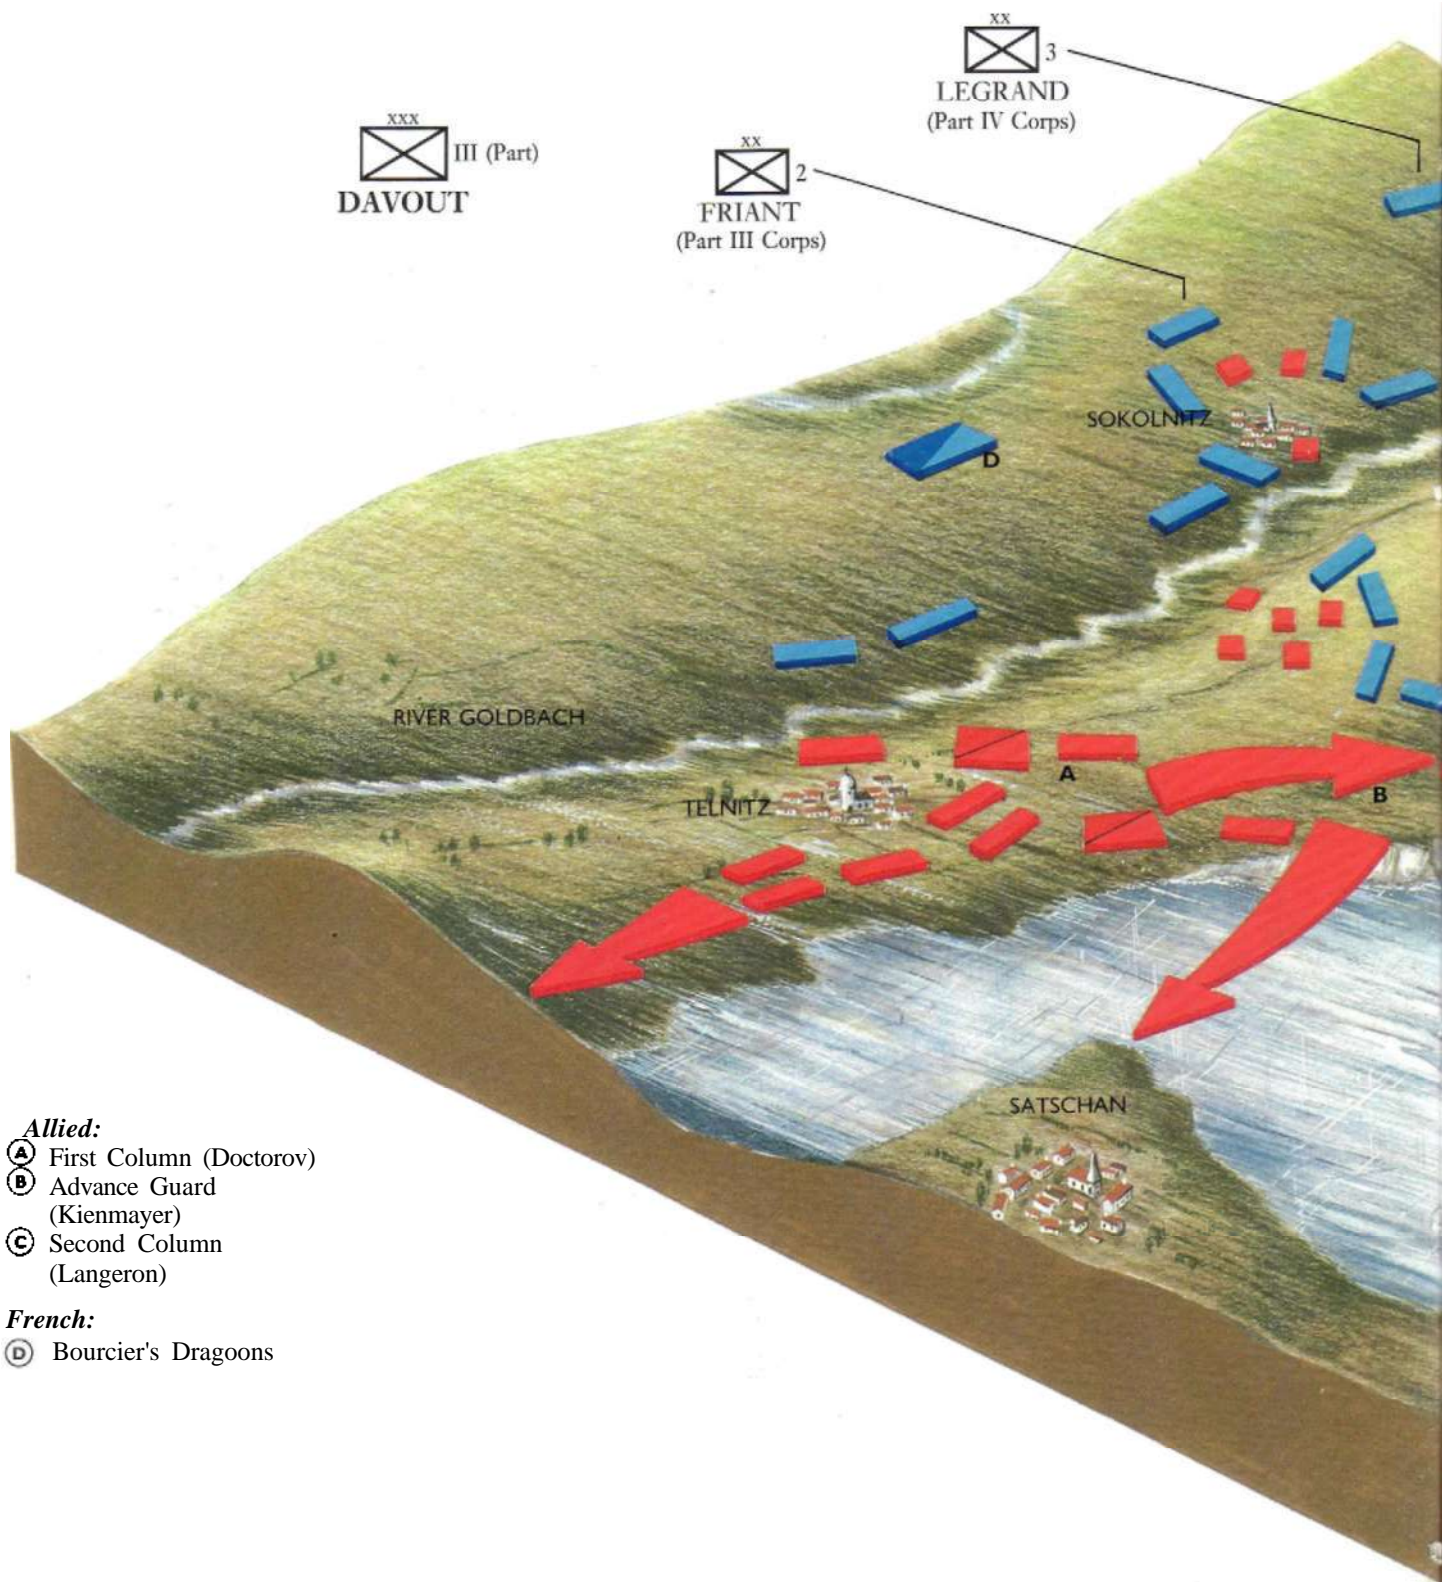 xx
3
LEGRAND
(Part IV Corps)
xxx
III (Part)
DAVOUT
xx
2
FRIANT
(Part III Corps)
SOKOLNITZ
D
RIVER GOLDBACH
A
B
TELNITZ
SATSCHAN
Allied:
A First Column (Doctorov)
B Advance Guard
(Kienmayer)
C Second Column
(Langeron)
French:
D Bourcier's Dragoons